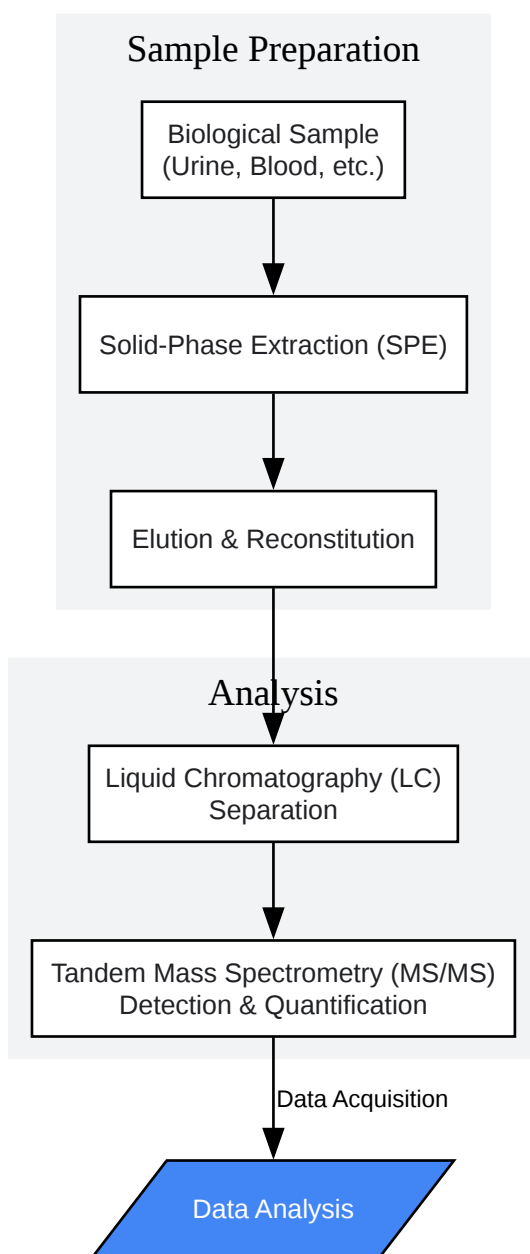 Sample Preparation
Biological Sample
(Urine, Blood, etc.)
Solid-Phase Extraction (SPE)
Elution & Reconstitution
Analysis
Liquid Chromatography (LC)
Separation
Tandem Mass Spectrometry (MS/MS)
Detection & Quantification
Data Acquisition
Data Analysis